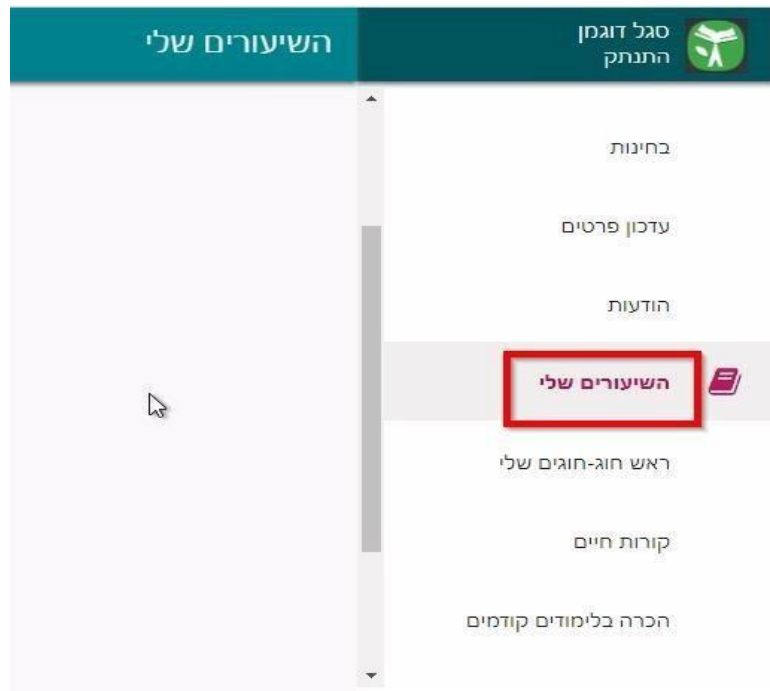 סגל דוגמן
התנתק
השיעורים שלי
בחינות
עדכון פרטים
הודעות
השיעורים שלי
ראש חוג-חוגים שלי
קורות חיים
הכרה בלימודים קודמים